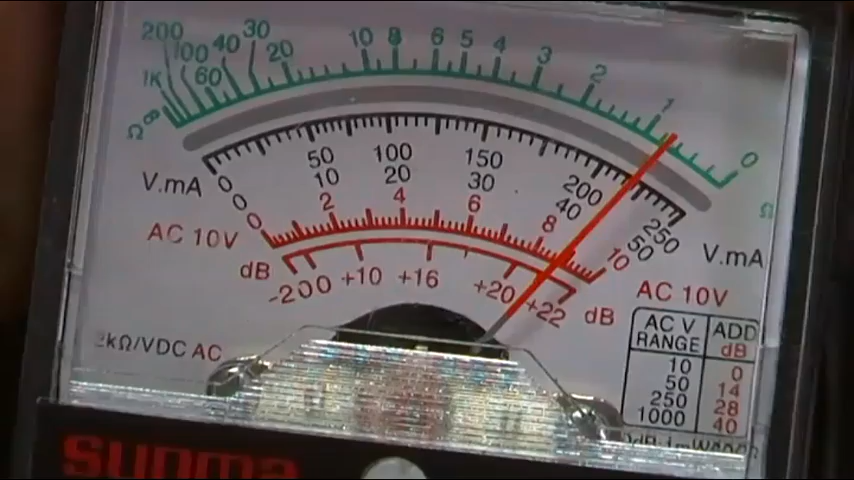 200 100 40 30 20 10 8 6 5 4 3 2 1 0
1K 60
∞ Ω Ω
V.mA 0 50 100 150 200 250 V.mA
0 10 20 30 40 50
AC 10V 0 2 4 6 8 10 AC 10V
dB -20 0 +10 +16 +20 +22 dB
2kΩ/VDC AC
AC V RANGE ADD dB
10 0
50 14
250 28
1000 40